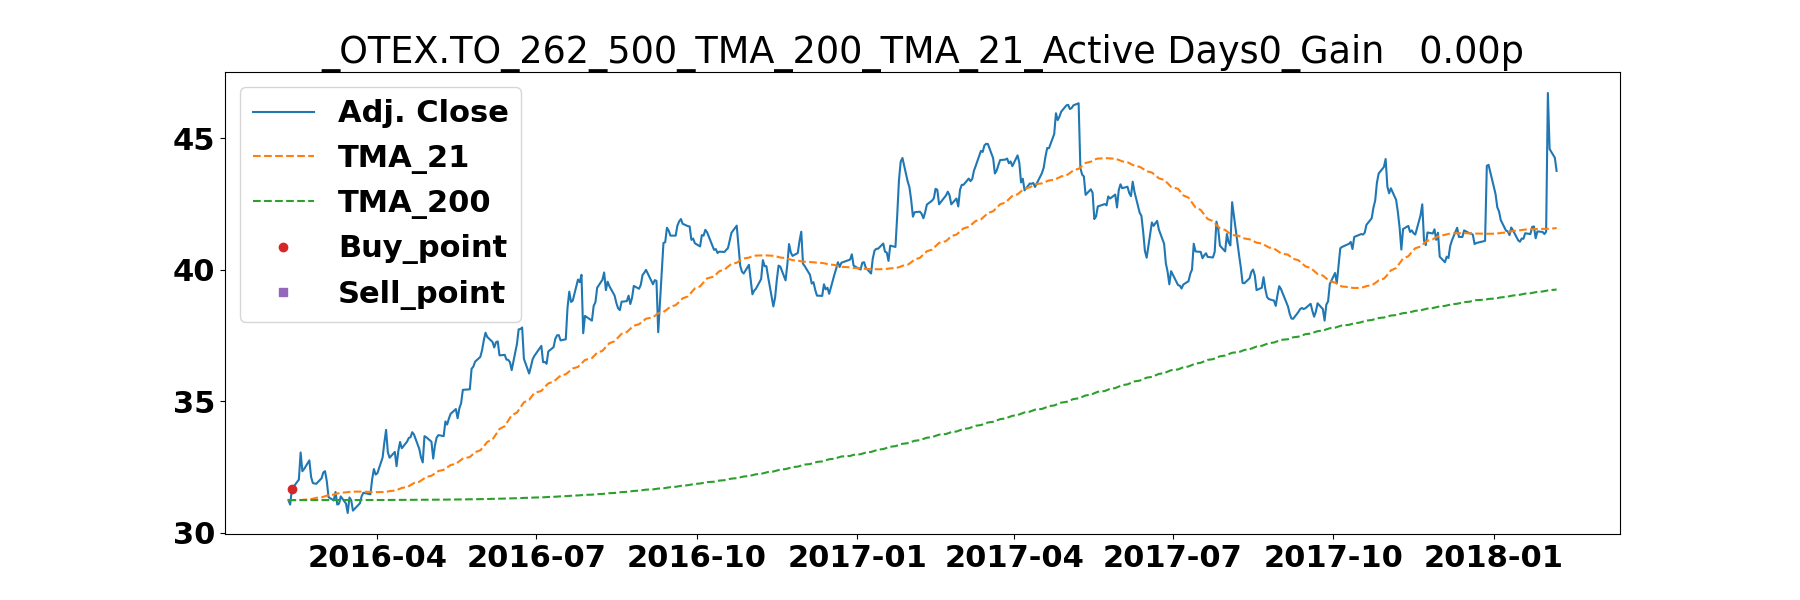 _OTEX.TO_262_500_TMA_200_TMA_21_Active Days0_Gain   0.00p
Adj. Close
TMA_21
TMA_200
Buy_point
Sell_point
45
40
35
30
2016-04 2016-07 2016-10 2017-01 2017-04 2017-07 2017-10 2018-01